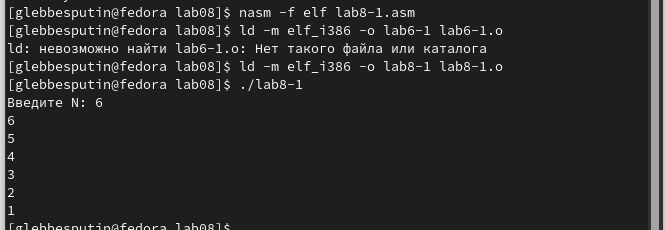 [glebbesputin@fedora lab08]$ nasm -f elf lab8-1.asm
[glebbesputin@fedora lab08]$ ld -m elf_i386 -o lab6-1 lab6-1.o
ld: невозможно найти lab6-1.o: Нет такого файла или каталога
[glebbesputin@fedora lab08]$ ld -m elf_i386 -o lab8-1 lab8-1.o
[glebbesputin@fedora lab08]$ ./lab8-1
Введите N: 6
6
5
4
3
2
1
[glebbesputin@fedora lab08]$